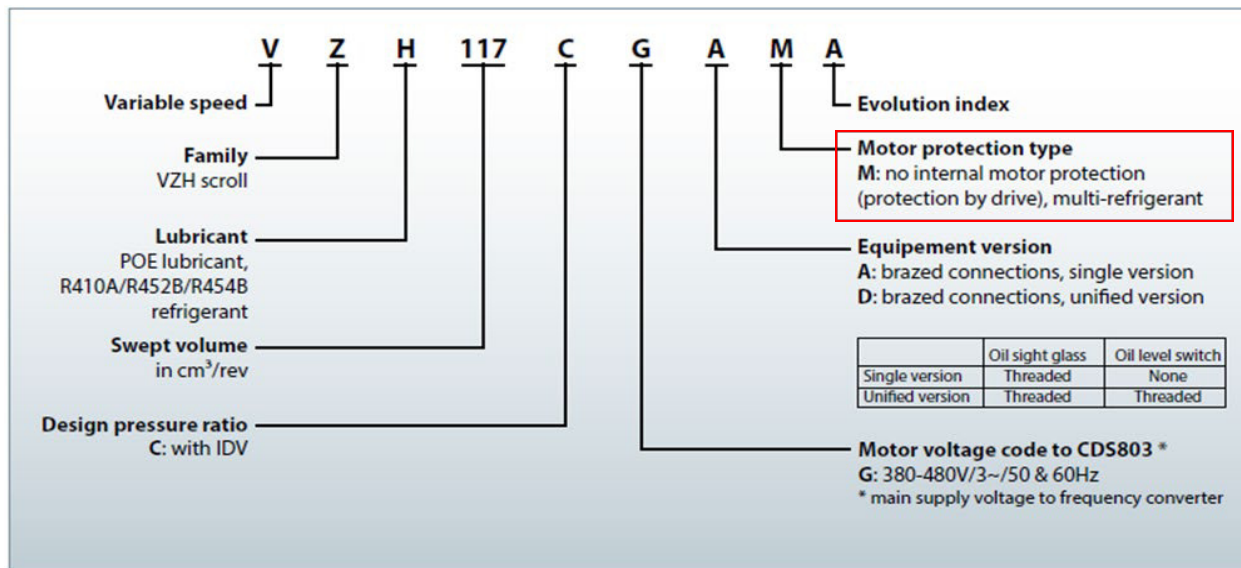 V Z H 117 C G A M A
Variable speed
Family
VZH scroll
Lubricant
POE lubricant,
R410A/R452B/R454B
refrigerant
Swept volume
in cm³/rev
Design pressure ratio
C: with IDV
Evolution index
Motor protection type
M: no internal motor protection
(protection by drive), multi-refrigerant
Equipement version
A: brazed connections, single version
D: brazed connections, unified version
Oil sight glass Oil level switch
Single version Threaded None
Unified version Threaded Threaded
Motor voltage code to CDS803 *
G: 380-480V/3~/50 & 60Hz
* main supply voltage to frequency converter